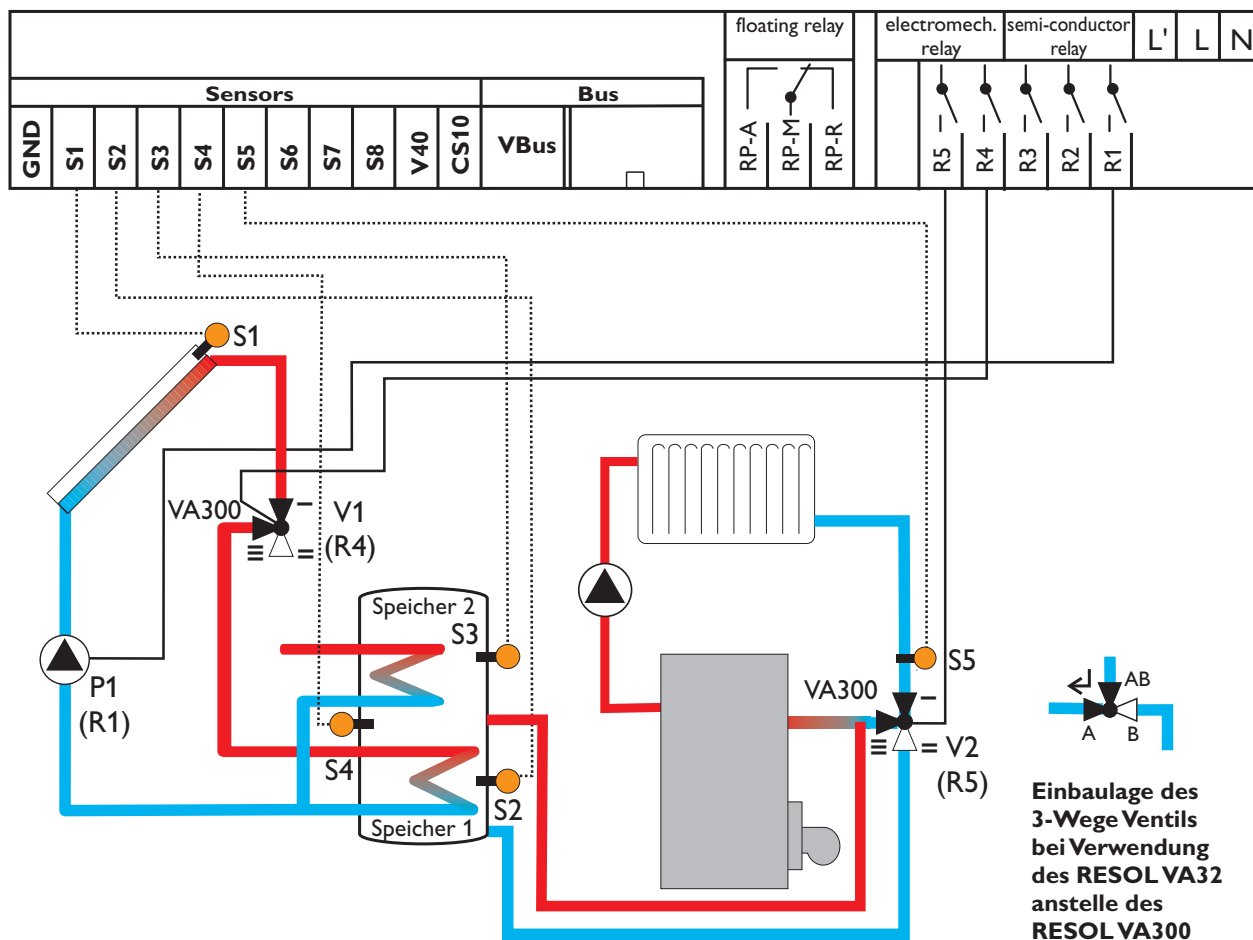 floating relay
electromech.
relay
semi-conductor
relay
L'
L
N
Sensors
Bus
GND
S1
S2
S3
S4
S5
S6
S7
S8
V40
CS10
VBus
RP-A
RP-M
RP-R
R5
R4
R3
R2
R1
S1
VA300
V1
(R4)
Speicher 2
S3
S5
P1
(R1)
S4
S2
Speicher 1
VA300
V2
(R5)
AB
A
B
Einbaulage des
3-Wege Ventils
bei Verwendung
des RESOL VA32
anstelle des
RESOL VA300